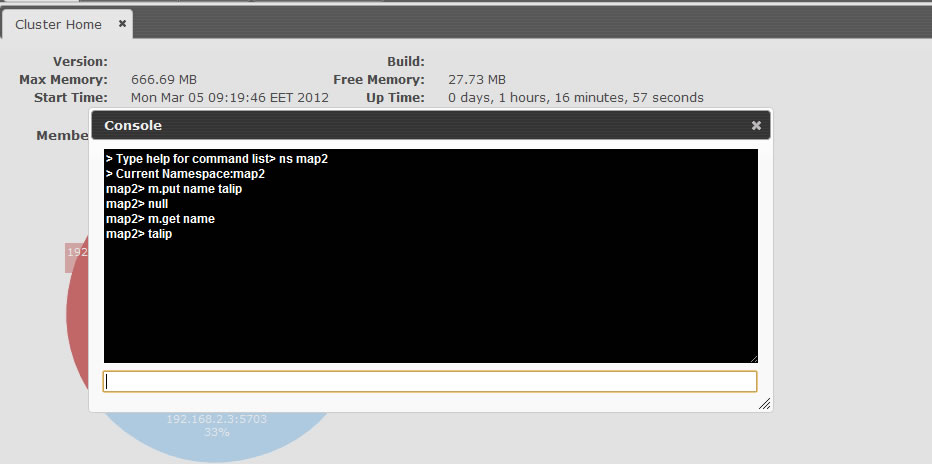 Cluster Home
Version: Build:
Max Memory: 666.69 MB Free Memory: 27.73 MB
Start Time: Mon Mar 05 09:19:46 EET 2012 Up Time: 0 days, 1 hours, 16 minutes, 57 seconds
Membe
Console
> Type help for command list> ns map2
> Current Namespace:map2
map2> m.put name talip
map2> null
map2> m.get name
map2> talip
192
192.168.2.3:5703
33%